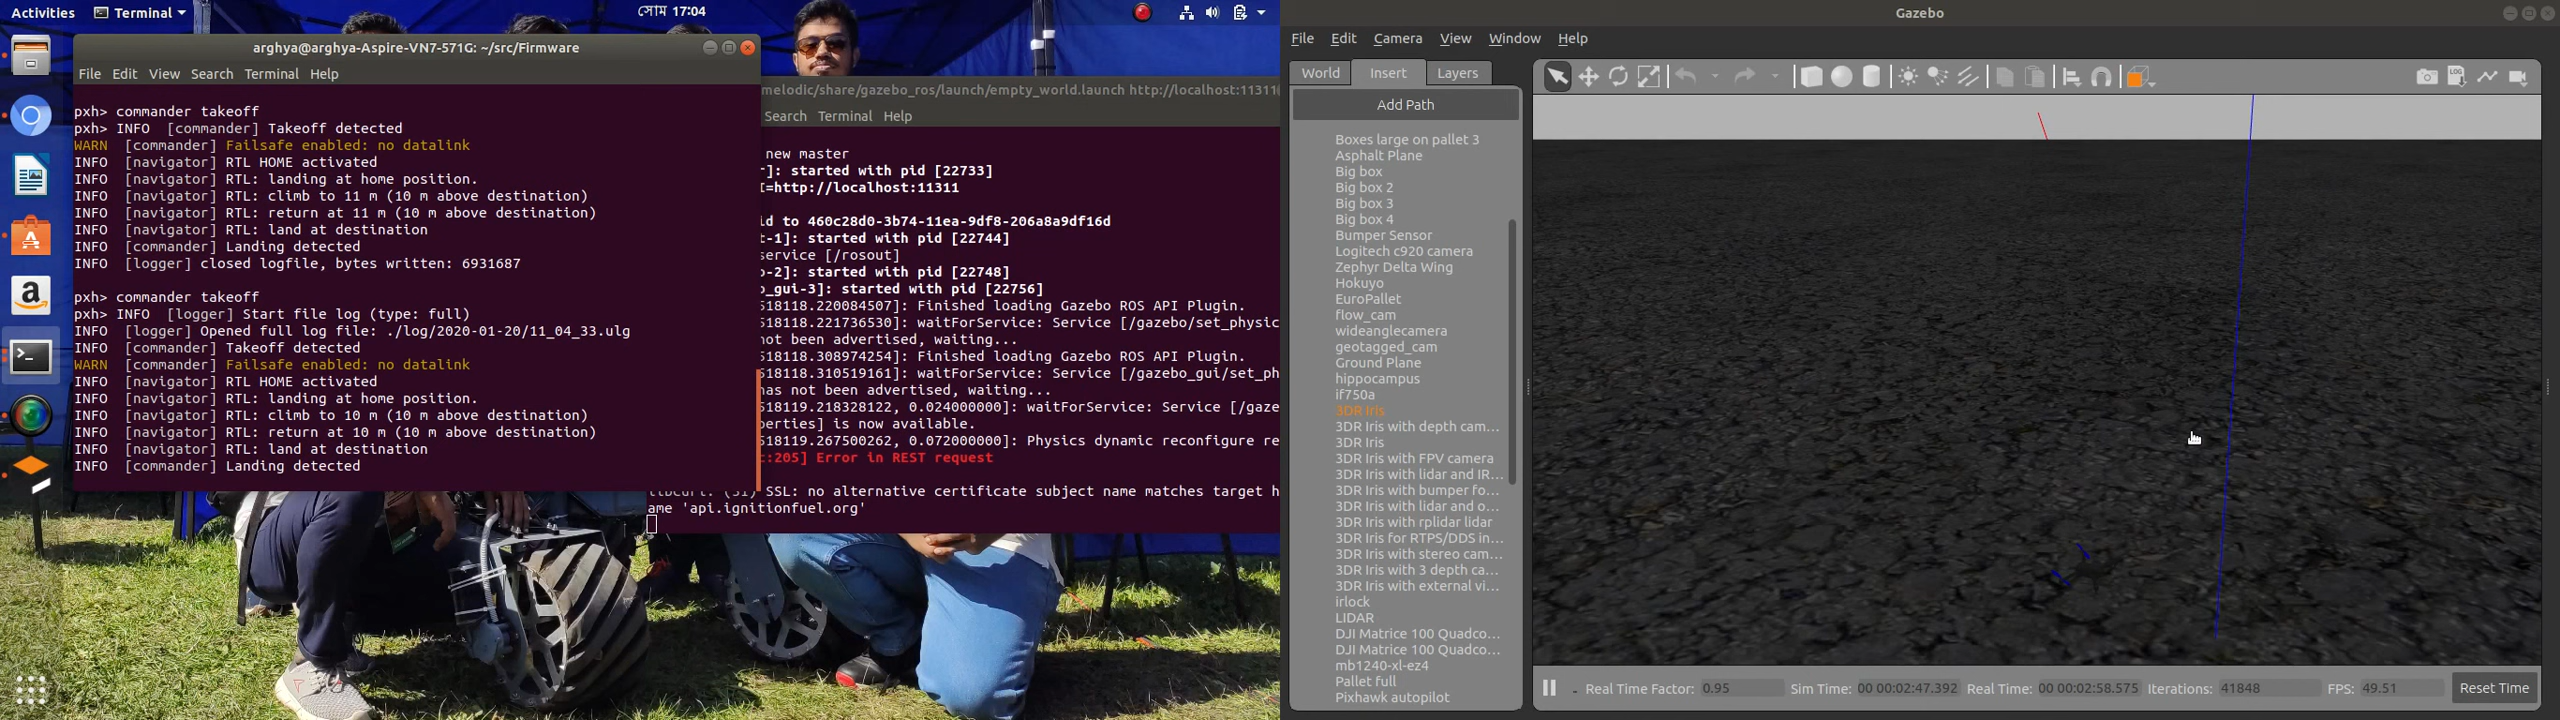 Activities
Terminal
সোম 17:04
arghya@arghya-Aspire-VN7-571G: ~/src/Firmware
File Edit View Search Terminal Help
pxh> commander takeoff
pxh> INFO [commander] Takeoff detected
WARN [commander] Failsafe enabled: no datalink
INFO [navigator] RTL HOME activated
INFO [navigator] RTL: landing at home position.
INFO [navigator] RTL: climb to 11 m (10 m above destination)
INFO [navigator] RTL: return at 11 m (10 m above destination)
INFO [navigator] RTL: land at destination
INFO [commander] Landing detected
INFO [logger] closed logfile, bytes written: 6931687
pxh> commander takeoff
pxh> INFO [logger] Start file log (type: full)
INFO [logger] Opened full log file: ./log/2020-01-20/11_04_33.ulg
INFO [commander] Takeoff detected
WARN [commander] Failsafe enabled: no datalink
INFO [navigator] RTL HOME activated
INFO [navigator] RTL: landing at home position.
INFO [navigator] RTL: climb to 10 m (10 m above destination)
INFO [navigator] RTL: return at 10 m (10 m above destination)
INFO [navigator] RTL: land at destination
INFO [commander] Landing detected
melodic/share/gazebo_ros/launch/empty_world.launch http://localhost:11311
Search Terminal Help
new master
r]: started with pid [22733]
I=http://localhost:11311
id to 460c28d0-3b74-11ea-9df8-206a8a9df16d
t-1]: started with pid [22744]
service [/rosout]
o-2]: started with pid [22748]
o_gui-3]: started with pid [22756]
518118.220084507]: Finished loading Gazebo ROS API Plugin.
518118.221736530]: waitForService: Service [/gazebo/set_physic
not been advertised, waiting...
518118.308974254]: Finished loading Gazebo ROS API Plugin.
518118.310519161]: waitForService: Service [/gazebo_gui/set_ph
has not been advertised, waiting...
518119.218328122, 0.024000000]: waitForService: Service [/gaze
perties] is now available.
518119.267500262, 0.072000000]: Physics dynamic reconfigure re
:205] Error in REST request
libcurl: (51) SSL: no alternative certificate subject name matches target h
ame 'api.ignitionfuel.org'
Gazebo
File Edit Camera View Window Help
World Insert Layers
Add Path
Boxes large on pallet 3
Asphalt Plane
Big box
Big box 2
Big box 3
Big box 4
Bumper Sensor
Logitech c920 camera
Zephyr Delta Wing
Hokuyo
EuroPallet
flow_cam
wideanglecamera
geotagged_cam
Ground Plane
hippocampus
if750a
3DR Iris
3DR Iris with depth cam...
3DR Iris
3DR Iris with FPV camera
3DR Iris with lidar and IR...
3DR Iris with bumper fo...
3DR Iris with lidar and o...
3DR Iris with rplidar lidar
3DR Iris for RTPS/DDS in...
3DR Iris with stereo cam...
3DR Iris with 3 depth ca...
3DR Iris with external vi...
irlock
LIDAR
DJI Matrice 100 Quadco...
DJI Matrice 100 Quadco...
mb1240-xl-ez4
Pallet full
Pixhawk autopilot
LOG
Real Time Factor: 0.95 Sim Time: 00 00:02:47.392 Real Time: 00 00:02:58.575 Iterations: 41848 FPS: 49.51 Reset Time